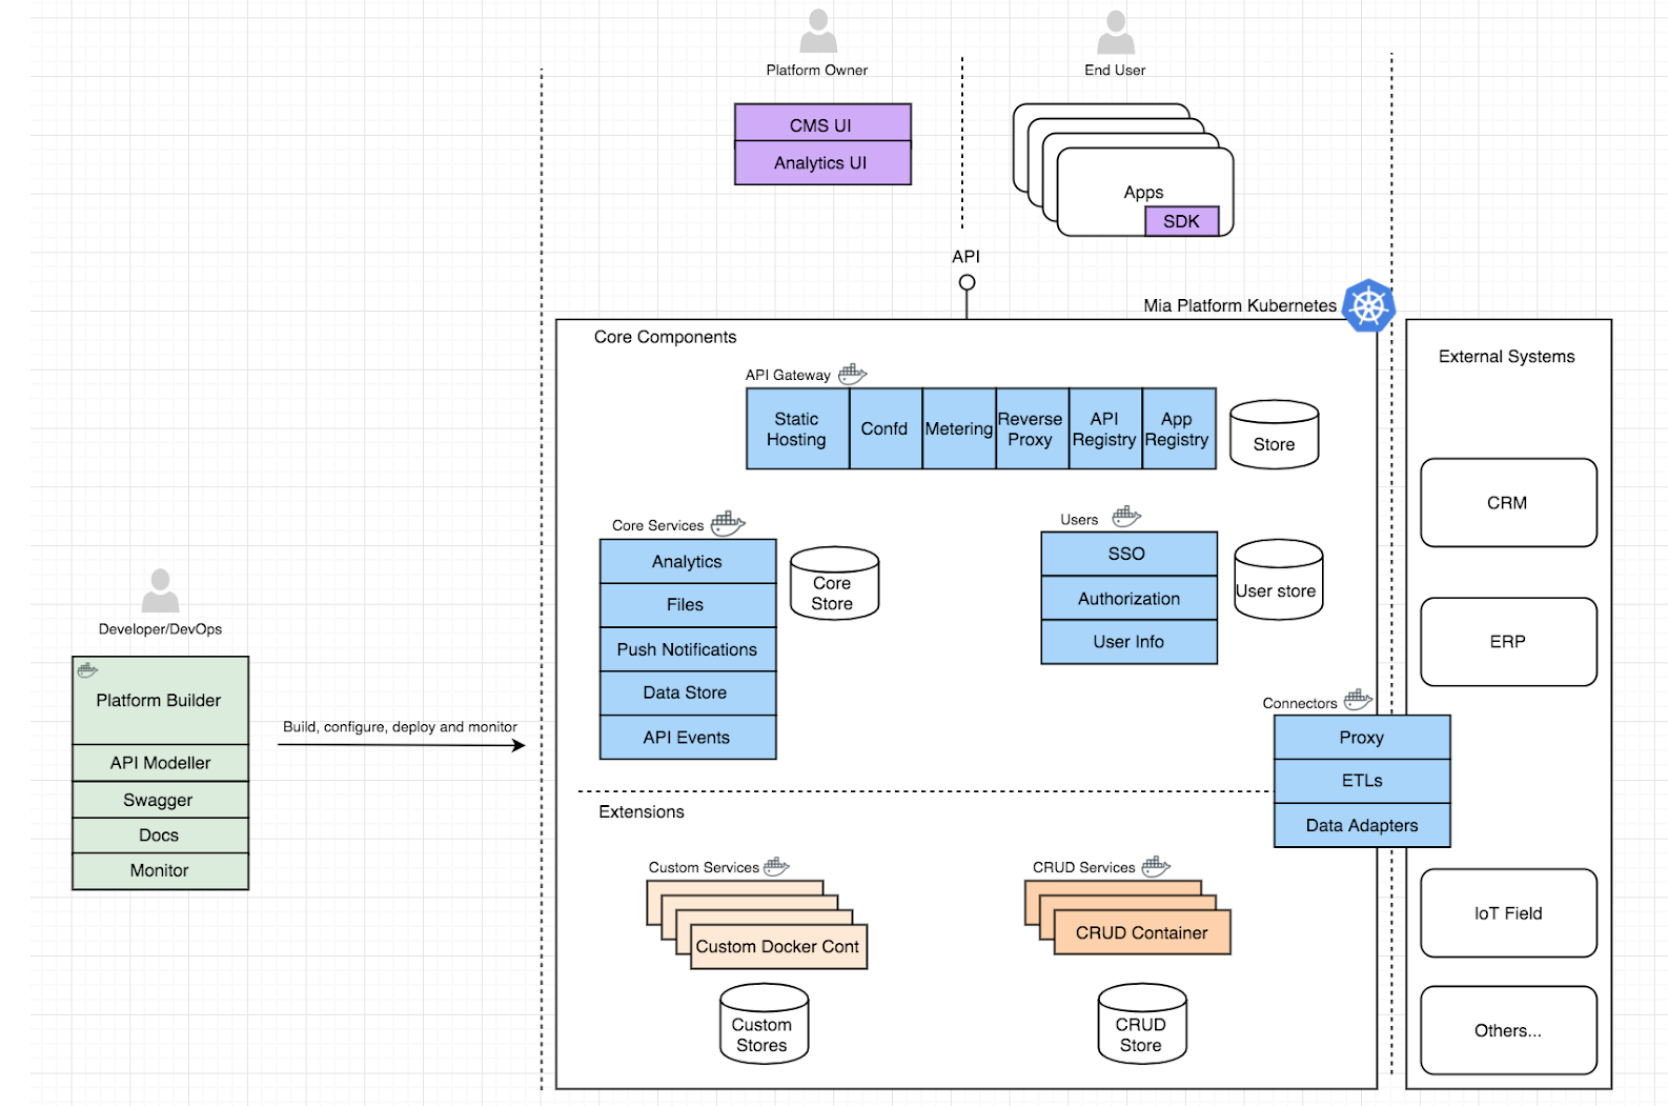 Platform Owner
End User
CMS UI
Analytics UI
Apps
SDK
API
Mia Platform Kubernetes
Core Components
API Gateway
Static
Hosting
Confd
Metering
Reverse
Proxy
API
Registry
App
Registry
Store
Core Services
Analytics
Files
Push Notifications
Data Store
API Events
Core
Store
Users
SSO
Authorization
User Info
User store
Connectors
Proxy
ETLs
Data Adapters
Extensions
Custom Services
Custom Docker Cont
Custom
Stores
CRUD Services
CRUD Container
CRUD
Store
External Systems
CRM
ERP
IoT Field
Others...
Developer/DevOps
Platform Builder
API Modeller
Swagger
Docs
Monitor
Build, configure, deploy and monitor